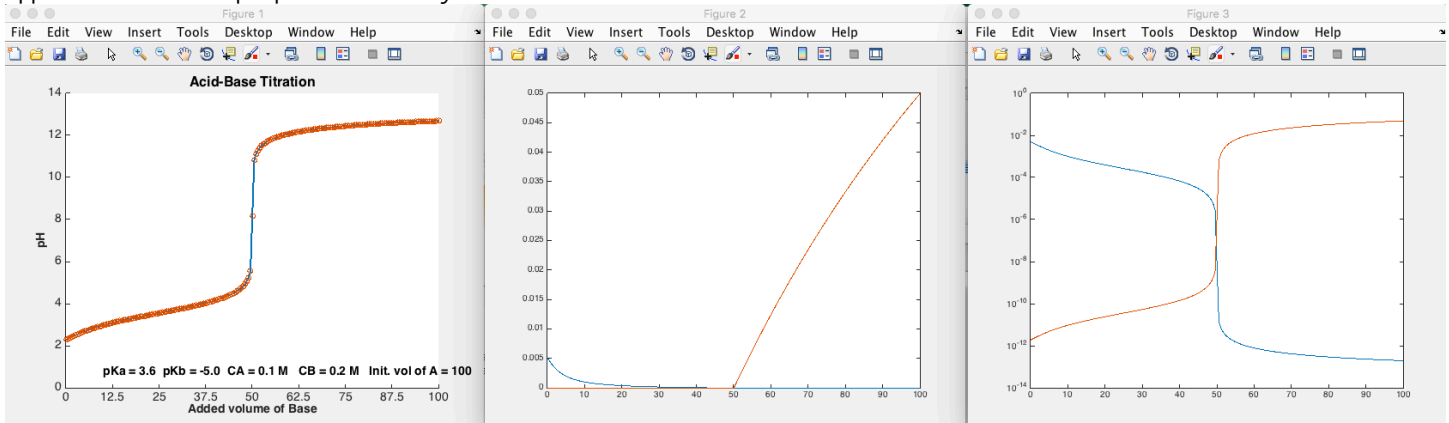 Figure 1
File Edit View Insert Tools Desktop Window Help
Acid-Base Titration
14
12
10
8
6
4
2
0
pH
pKa = 3.6 pKb = -5.0 CA = 0.1 M CB = 0.2 M Init. vol of A = 100
0 12.5 25 37.5 50 62.5 75 87.5 100
Added volume of Base
Figure 2
File Edit View Insert Tools Desktop Window Help
0.05
0.045
0.04
0.035
0.03
0.025
0.02
0.015
0.01
0.005
0
0 10 20 30 40 50 60 70 80 90 100
Figure 3
File Edit View Insert Tools Desktop Window Help
10^0
10^-2
10^-4
10^-6
10^-8
10^-10
10^-12
10^-14
0 10 20 30 40 50 60 70 80 90 100